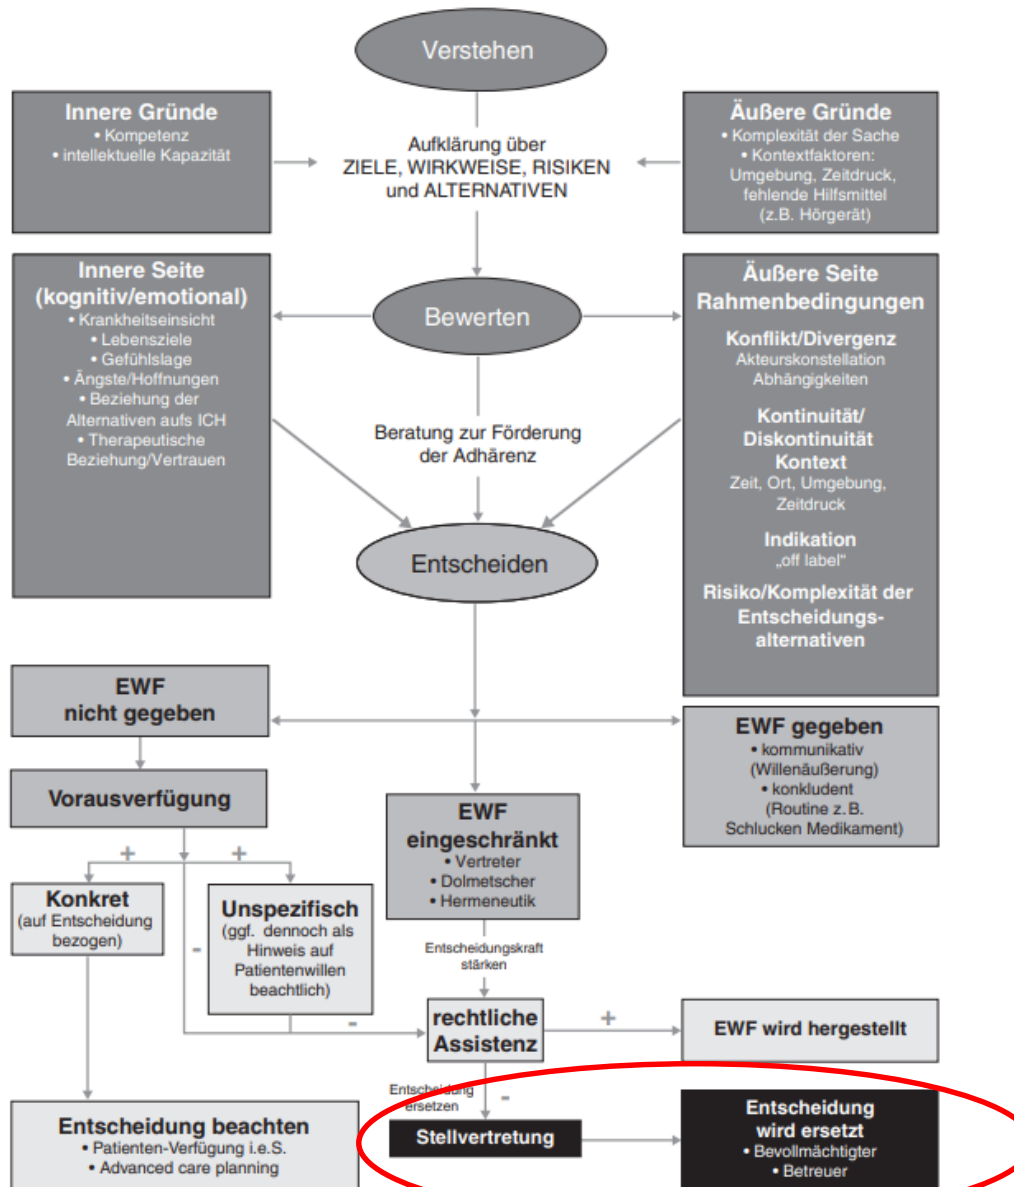 Verstehen
Innere Gründe
• Kompetenz
• intellektuelle Kapazität
Aufklärung über
ZIELE, WIRKWEISE, RISIKEN
und ALTERNATIVEN
Äußere Gründe
• Komplexität der Sache
• Kontextfaktoren:
Umgebung, Zeitdruck,
fehlende Hilfsmittel
(z.B. Hörgerät)
Innere Seite
(kognitiv/emotional)
• Krankheitseinsicht
• Lebensziele
• Gefühlslage
• Ängste/Hoffnungen
• Beziehung der
Alternativen aufs ICH
• Therapeutische
Beziehung/Vertrauen
Bewerten
Beratung zur Förderung
der Adhärenz
Äußere Seite
Rahmenbedingungen
Konflikt/Divergenz
Akteurskonstellation
Abhängigkeiten
Kontinuität/
Diskontinuität
Kontext
Zeit, Ort, Umgebung,
Zeitdruck
Indikation
„off label“
Risiko/Komplexität der
Entscheidungs-
alternativen
Entscheiden
EWF
nicht gegeben
EWF gegeben
• kommunikativ
(Willenäußerung)
• konkludent
(Routine z. B.
Schlucken Medikament)
Vorausverfügung
EWF
eingeschränkt
• Vertreter
• Dolmetscher
• Hermeneutik
+
+
Konkret
(auf Entscheidung
bezogen)
-
Unspezifisch
(ggf. dennoch als
Hinweis auf
Patientenwillen
beachtlich)
-
Entscheidungskraft
stärken
rechtliche
Assistenz
+
EWF wird hergestellt
Entscheidung
ersetzen
-
Entscheidung beachten
• Patienten-Verfügung i.e.S.
• Advanced care planning
Stellvertretung
Entscheidung
wird ersetzt
• Bevollmächtigter
• Betreuer